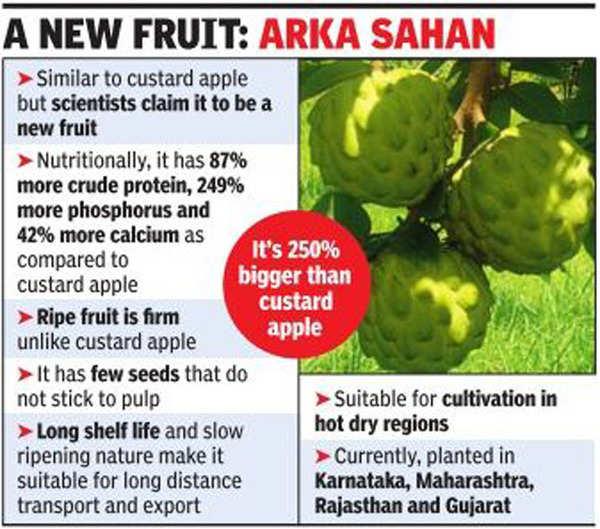 A NEW FRUIT: ARKA SAHAN
➤ Similar to custard apple
but scientists claim it to be a
new fruit
➤ Nutritionally, it has 87%
more crude protein, 249%
more phosphorus and
42% more calcium as
compared to
custard apple
➤ Ripe fruit is firm
unlike custard apple
➤ It has few seeds that do
not stick to pulp
➤ Long shelf life and slow
ripening nature make it
suitable for long distance
transport and export
It's 250%
bigger than
custard
apple
➤ Suitable for cultivation in
hot dry regions
➤ Currently, planted in
Karnataka, Maharashtra,
Rajasthan and Gujarat